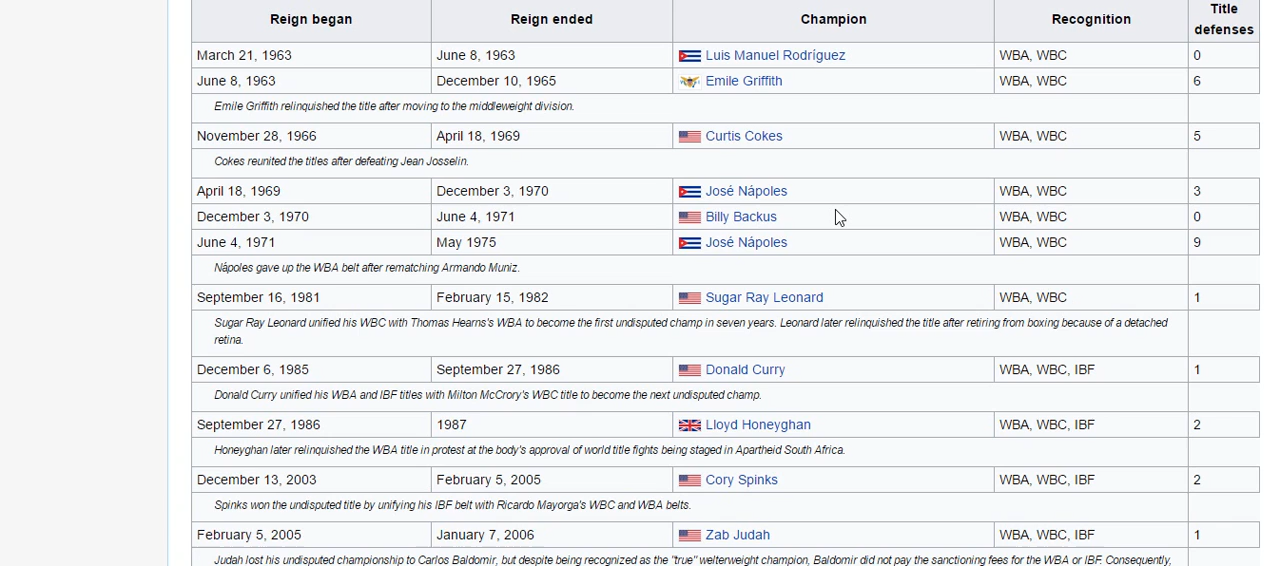 Reign began Reign ended Champion Recognition Title defenses
March 21, 1963 June 8, 1963 Luis Manuel Rodríguez WBA, WBC 0
June 8, 1963 December 10, 1965 Emile Griffith WBA, WBC 6
Emile Griffith relinquished the title after moving to the middleweight division.
November 28, 1966 April 18, 1969 Curtis Cokes WBA, WBC 5
Cokes reunited the titles after defeating Jean Josselin.
April 18, 1969 December 3, 1970 José Nápoles WBA, WBC 3
December 3, 1970 June 4, 1971 Billy Backus WBA, WBC 0
June 4, 1971 May 1975 José Nápoles WBA, WBC 9
Nápoles gave up the WBA belt after rematching Armando Muniz.
September 16, 1981 February 15, 1982 Sugar Ray Leonard WBA, WBC 1
Sugar Ray Leonard unified his WBC with Thomas Hearns's WBA to become the first undisputed champ in seven years. Leonard later relinquished the title after retiring from boxing because of a detached
retina.
December 6, 1985 September 27, 1986 Donald Curry WBA, WBC, IBF 1
Donald Curry unified his WBA and IBF titles with Milton McCrory's WBC title to become the next undisputed champ.
September 27, 1986 1987 Lloyd Honeyghan WBA, WBC, IBF 2
Honeyghan later relinquished the WBA title in protest at the body's approval of world title fights being staged in Apartheid South Africa.
December 13, 2003 February 5, 2005 Cory Spinks WBA, WBC, IBF 2
Spinks won the undisputed title by unifying his IBF belt with Ricardo Mayorga's WBC and WBA belts.
February 5, 2005 January 7, 2006 Zab Judah WBA, WBC, IBF 1
Judah lost his undisputed championship to Carlos Baldomir, but despite being recognized as the "true" welterweight champion, Baldomir did not pay the sanctioning fees for the WBA or IBF. Consequently,